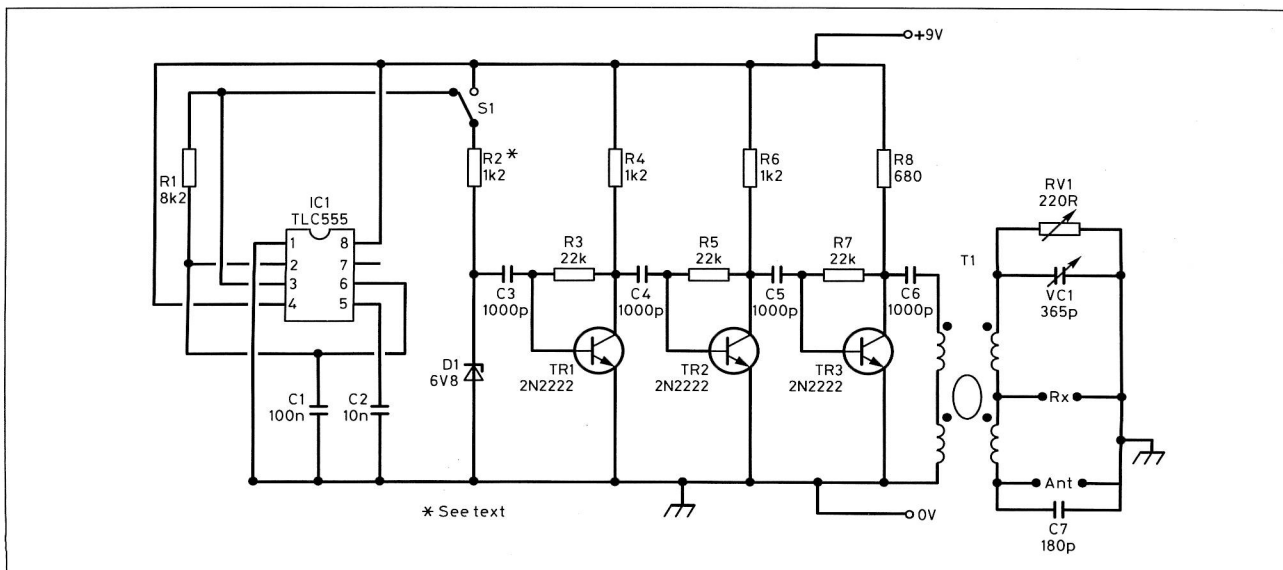 +9V
S1
R1
8k2
R2 *
1k2
R4
1k2
R6
1k2
R8
680
RV1
220R
IC1
TLC555
1 8
2 7
3 6
4 5
R3
22k
R5
22k
R7
22k
T1
VC1
365p
C3
1000p
C4
1000p
C5
1000p
C6
1000p
D1
6V8
TR1
2N2222
TR2
2N2222
TR3
2N2222
C1
100n
C2
10n
Rx
Ant
* See text
0V
C7
180p